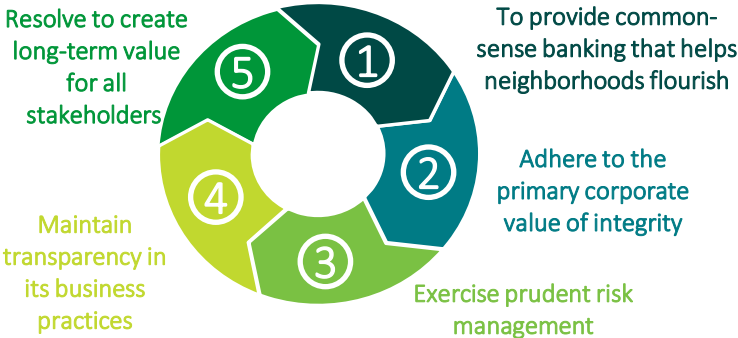 Resolve to create
long-term value
for all
stakeholders
5
1
To provide common-
sense banking that helps
neighborhoods flourish
2
Adhere to the
primary corporate
value of integrity
3
Exercise prudent risk
management
4
Maintain
transparency in
its business
practices